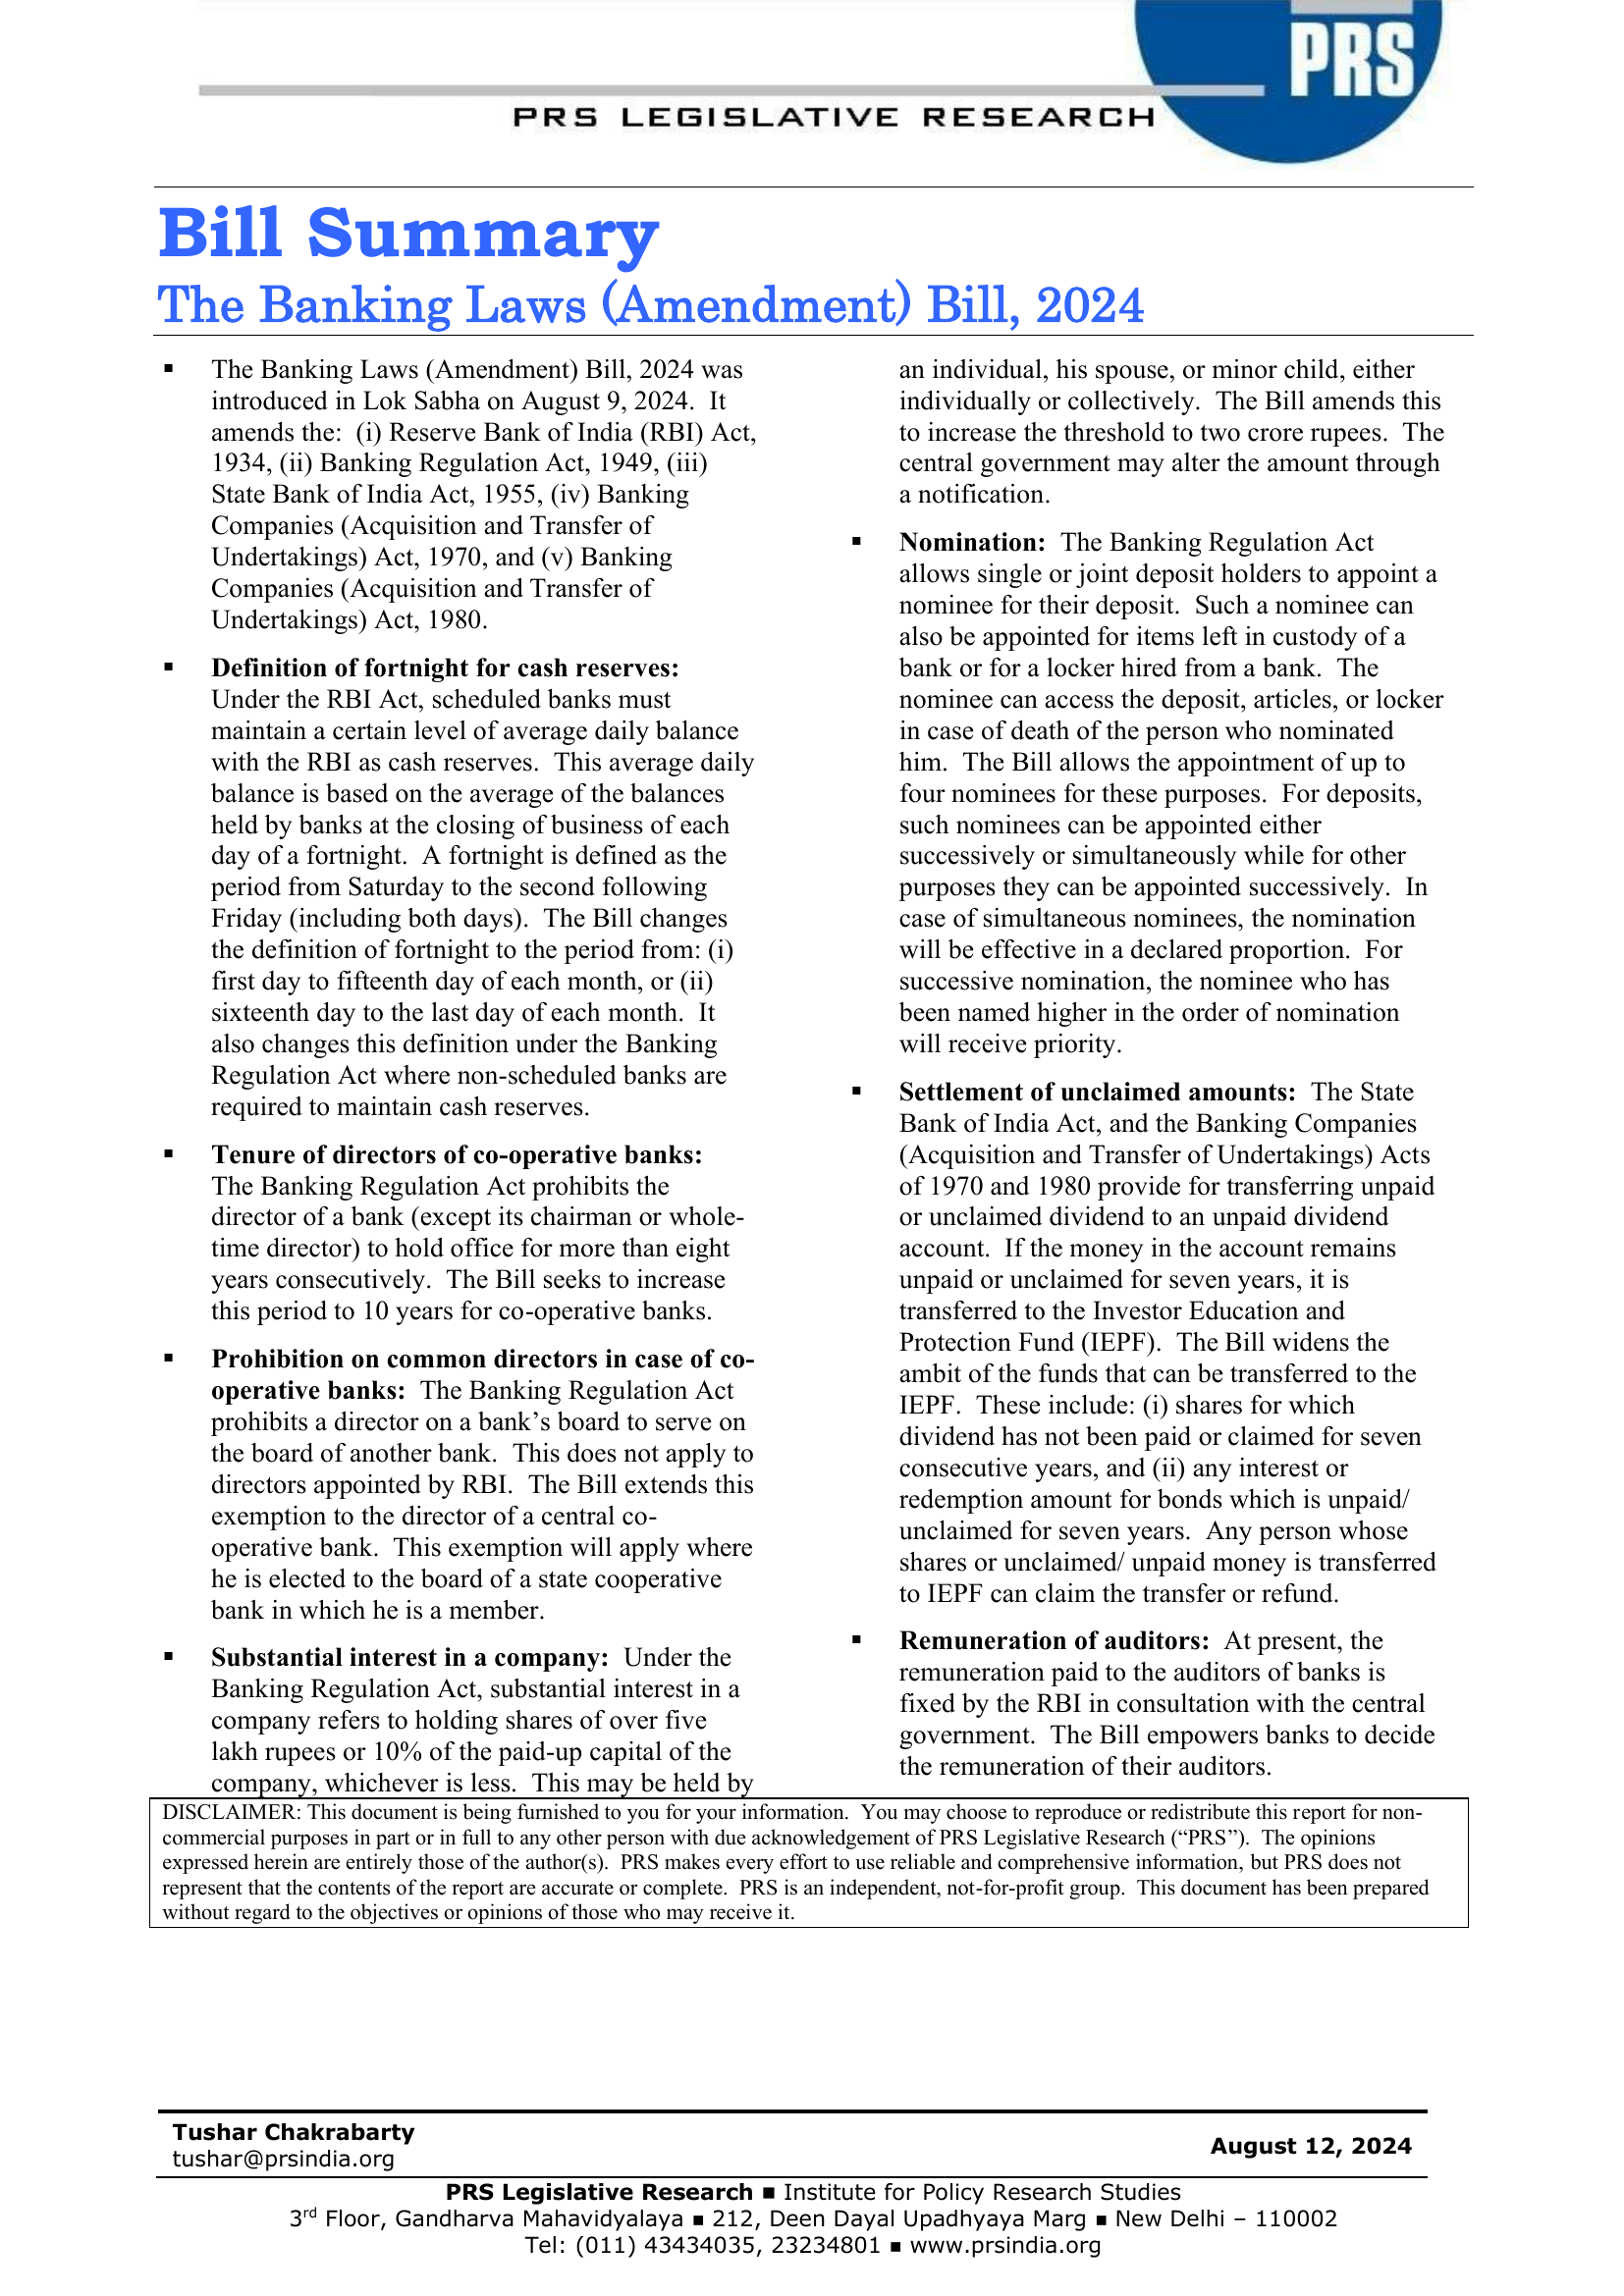 PRS
PRS LEGISLATIVE RESEARCH
Bill Summary
The Banking Laws (Amendment) Bill, 2024
▪ The Banking Laws (Amendment) Bill, 2024 was
introduced in Lok Sabha on August 9, 2024. It
amends the: (i) Reserve Bank of India (RBI) Act,
1934, (ii) Banking Regulation Act, 1949, (iii)
State Bank of India Act, 1955, (iv) Banking
Companies (Acquisition and Transfer of
Undertakings) Act, 1970, and (v) Banking
Companies (Acquisition and Transfer of
Undertakings) Act, 1980.
▪ Definition of fortnight for cash reserves:
Under the RBI Act, scheduled banks must
maintain a certain level of average daily balance
with the RBI as cash reserves. This average daily
balance is based on the average of the balances
held by banks at the closing of business of each
day of a fortnight. A fortnight is defined as the
period from Saturday to the second following
Friday (including both days). The Bill changes
the definition of fortnight to the period from: (i)
first day to fifteenth day of each month, or (ii)
sixteenth day to the last day of each month. It
also changes this definition under the Banking
Regulation Act where non-scheduled banks are
required to maintain cash reserves.
▪ Tenure of directors of co-operative banks:
The Banking Regulation Act prohibits the
director of a bank (except its chairman or whole-
time director) to hold office for more than eight
years consecutively. The Bill seeks to increase
this period to 10 years for co-operative banks.
▪ Prohibition on common directors in case of co-
operative banks: The Banking Regulation Act
prohibits a director on a bank’s board to serve on
the board of another bank. This does not apply to
directors appointed by RBI. The Bill extends this
exemption to the director of a central co-
operative bank. This exemption will apply where
he is elected to the board of a state cooperative
bank in which he is a member.
▪ Substantial interest in a company: Under the
Banking Regulation Act, substantial interest in a
company refers to holding shares of over five
lakh rupees or 10% of the paid-up capital of the
company, whichever is less. This may be held by
an individual, his spouse, or minor child, either
individually or collectively. The Bill amends this
to increase the threshold to two crore rupees. The
central government may alter the amount through
a notification.
▪ Nomination: The Banking Regulation Act
allows single or joint deposit holders to appoint a
nominee for their deposit. Such a nominee can
also be appointed for items left in custody of a
bank or for a locker hired from a bank. The
nominee can access the deposit, articles, or locker
in case of death of the person who nominated
him. The Bill allows the appointment of up to
four nominees for these purposes. For deposits,
such nominees can be appointed either
successively or simultaneously while for other
purposes they can be appointed successively. In
case of simultaneous nominees, the nomination
will be effective in a declared proportion. For
successive nomination, the nominee who has
been named higher in the order of nomination
will receive priority.
▪ Settlement of unclaimed amounts: The State
Bank of India Act, and the Banking Companies
(Acquisition and Transfer of Undertakings) Acts
of 1970 and 1980 provide for transferring unpaid
or unclaimed dividend to an unpaid dividend
account. If the money in the account remains
unpaid or unclaimed for seven years, it is
transferred to the Investor Education and
Protection Fund (IEPF). The Bill widens the
ambit of the funds that can be transferred to the
IEPF. These include: (i) shares for which
dividend has not been paid or claimed for seven
consecutive years, and (ii) any interest or
redemption amount for bonds which is unpaid/
unclaimed for seven years. Any person whose
shares or unclaimed/ unpaid money is transferred
to IEPF can claim the transfer or refund.
▪ Remuneration of auditors: At present, the
remuneration paid to the auditors of banks is
fixed by the RBI in consultation with the central
government. The Bill empowers banks to decide
the remuneration of their auditors.
DISCLAIMER: This document is being furnished to you for your information. You may choose to reproduce or redistribute this report for non-
commercial purposes in part or in full to any other person with due acknowledgement of PRS Legislative Research (“PRS”). The opinions
expressed herein are entirely those of the author(s). PRS makes every effort to use reliable and comprehensive information, but PRS does not
represent that the contents of the report are accurate or complete. PRS is an independent, not-for-profit group. This document has been prepared
without regard to the objectives or opinions of those who may receive it.
Tushar Chakrabarty
tushar@prsindia.org
August 12, 2024
PRS Legislative Research ■ Institute for Policy Research Studies
3rd Floor, Gandharva Mahavidyalaya ■ 212, Deen Dayal Upadhyaya Marg ■ New Delhi – 110002
Tel: (011) 43434035, 23234801 ■ www.prsindia.org